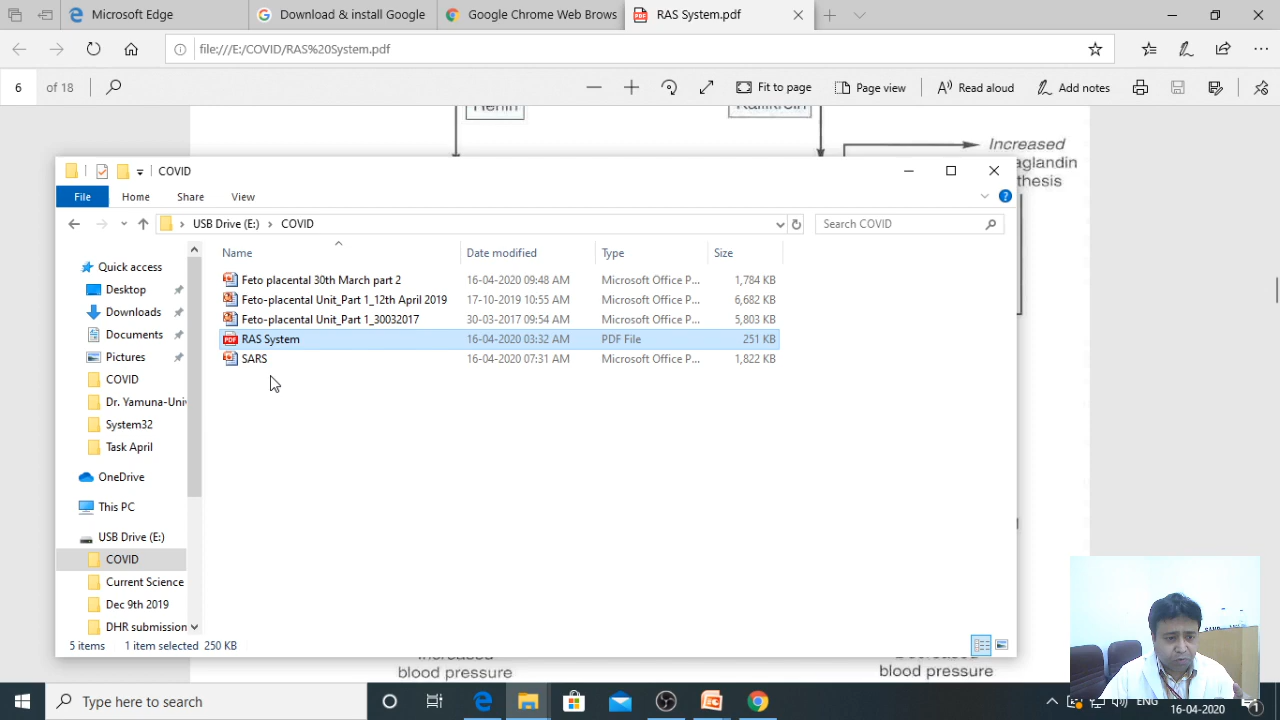 Microsoft Edge
Download & install Google
Google Chrome Web Brows
RAS System.pdf
file:///E:/COVID/RAS%20System.pdf
6 of 18
Fit to page
Page view
Read aloud
Add notes
Renin
Kallikrein
Increased
aglandin
thesis
COVID
File
Home
Share
View
USB Drive (E:)
COVID
Search COVID
Name
Date modified
Type
Size
Quick access
Desktop
Downloads
Documents
Pictures
COVID
Dr. Yamuna-Univ
System32
Task April
OneDrive
This PC
USB Drive (E:)
COVID
Current Science
Dec 9th 2019
DHR submission
Feto placental 30th March part 2 16-04-2020 09:48 AM Microsoft Office P... 1,784 KB
Feto-placental Unit_Part 1_12th April 2019 17-10-2019 10:55 AM Microsoft Office P... 6,682 KB
Feto-placental Unit_Part 1_30032017 30-03-2017 09:54 AM Microsoft Office P... 5,803 KB
RAS System 16-04-2020 03:32 AM PDF File 251 KB
SARS 16-04-2020 07:31 AM Microsoft Office P... 1,822 KB
5 items 1 item selected 250 KB
Increased
blood pressure
Decreased
blood pressure
Type here to search
ENG
16-04-2020
1